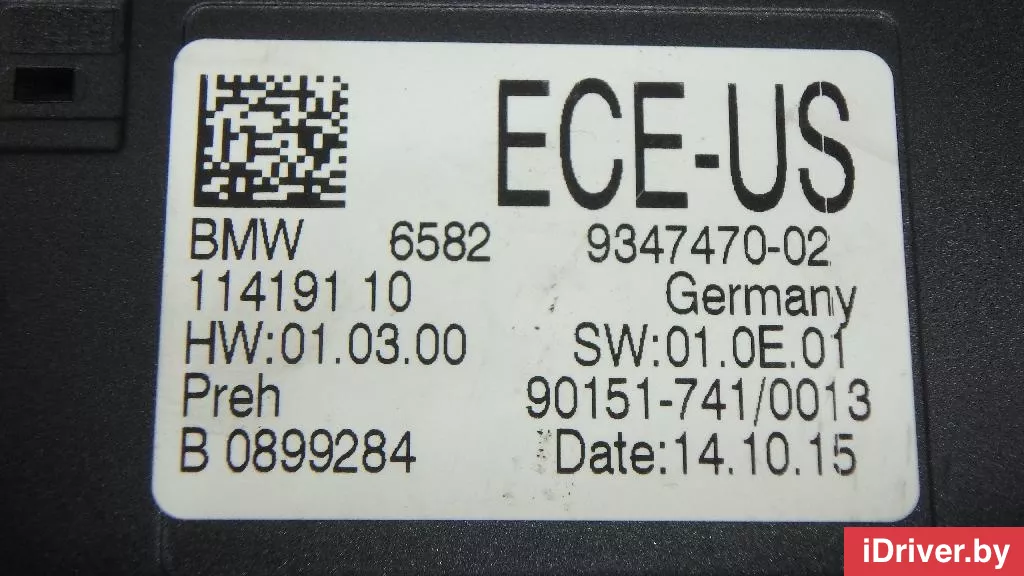 ECE-US
BMW 6582 9347470-02
114191 10 Germany
HW:01.03.00 SW:01.0E.01
Preh 90151-741/0013
B 0899284 Date:14.10.15
iDriver.by